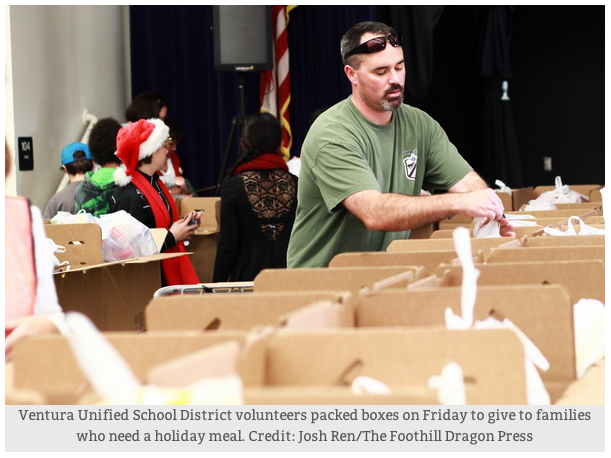 104
Ventura Unified School District volunteers packed boxes on Friday to give to families
who need a holiday meal. Credit: Josh Ren/The Foothill Dragon Press